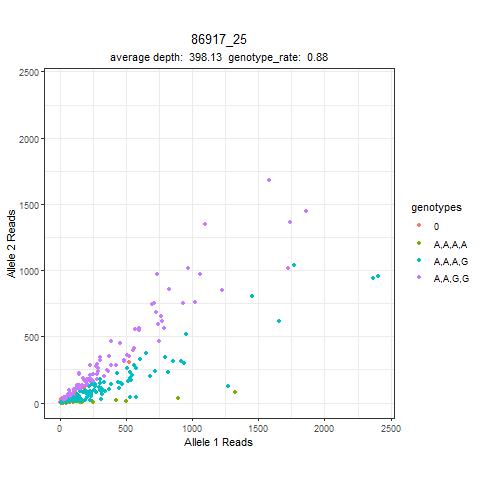 86917_25
average depth:  398.13  genotype_rate:  0.88
2500
2000
1500
1000
500
0
Allele 2 Reads
0 500 1000 1500 2000 2500
Allele 1 Reads
genotypes
0
A,A,A,A
A,A,A,G
A,A,G,G